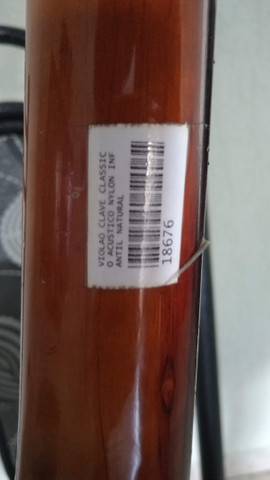 VIOLAO CLAVE CLASSIC
O ACUSTICO NYLON INF
ANTIL NATURAL
18676